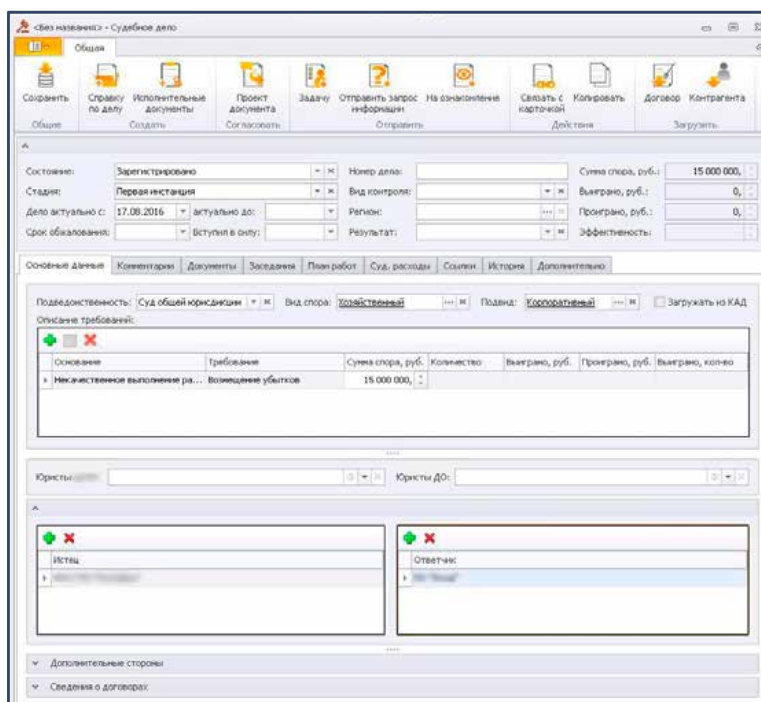 <Без названия> - Судебное дело
Общая
Сохранить Справку по делу Исполнительные документы Проект документа Задачу Отправить запрос информации На ознакомление Связать с карточкой Копировать Договор Контрагента
Общие Создать Согласовать Отправить Действия Загрузить
Состояние: Зарегистрировано Номер дела: Сумма спора, руб.: 15 000 000,
Стадия: Первая инстанция Вид контроля: Выиграно, руб.: 0,
Дело актуально с: 17.08.2016 актуально до: Регион: Проиграно, руб.: 0,
Срок обжалования: Вступил в силу: Результат: Эффективность:
Основные данные Комментарии Документы Заседания План работ Суд. расходы Ссылки История Дополнительно
Подведомственность: Суд общей юрисдикции Вид спора: Хозяйственный Подвид: Корпоративный Загружать из КАД
Описание требований:
Основание Требование Сумма спора, руб. Количество Выиграно, руб. Проиграно, руб. Выиграно, кол-во
Некачественное выполнение ра... Возмещение убытков 15 000 000,
Юристы Юристы ДО:
Истец Ответчик
Дополнительные стороны
Сведения о договорах